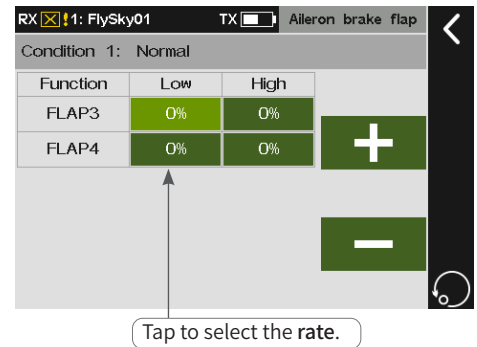 RX !1: FlySky01 TX Aileron brake flap
Condition 1: Normal
Function Low High
FLAP3 0% 0%
FLAP4 0% 0%
+
−
Tap to select the rate.